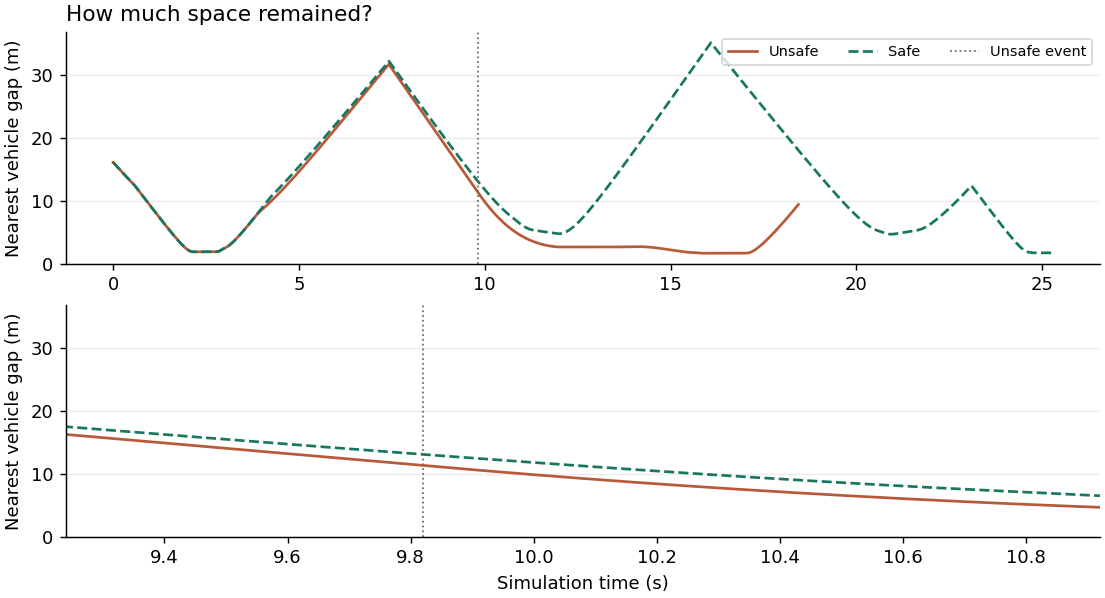 How much space remained?
Nearest vehicle gap (m)
30
20
10
0
Unsafe
Safe
Unsafe event
0 5 10 15 20 25
Nearest vehicle gap (m)
30
20
10
0
9.4 9.6 9.8 10.0 10.2 10.4 10.6 10.8
Simulation time (s)